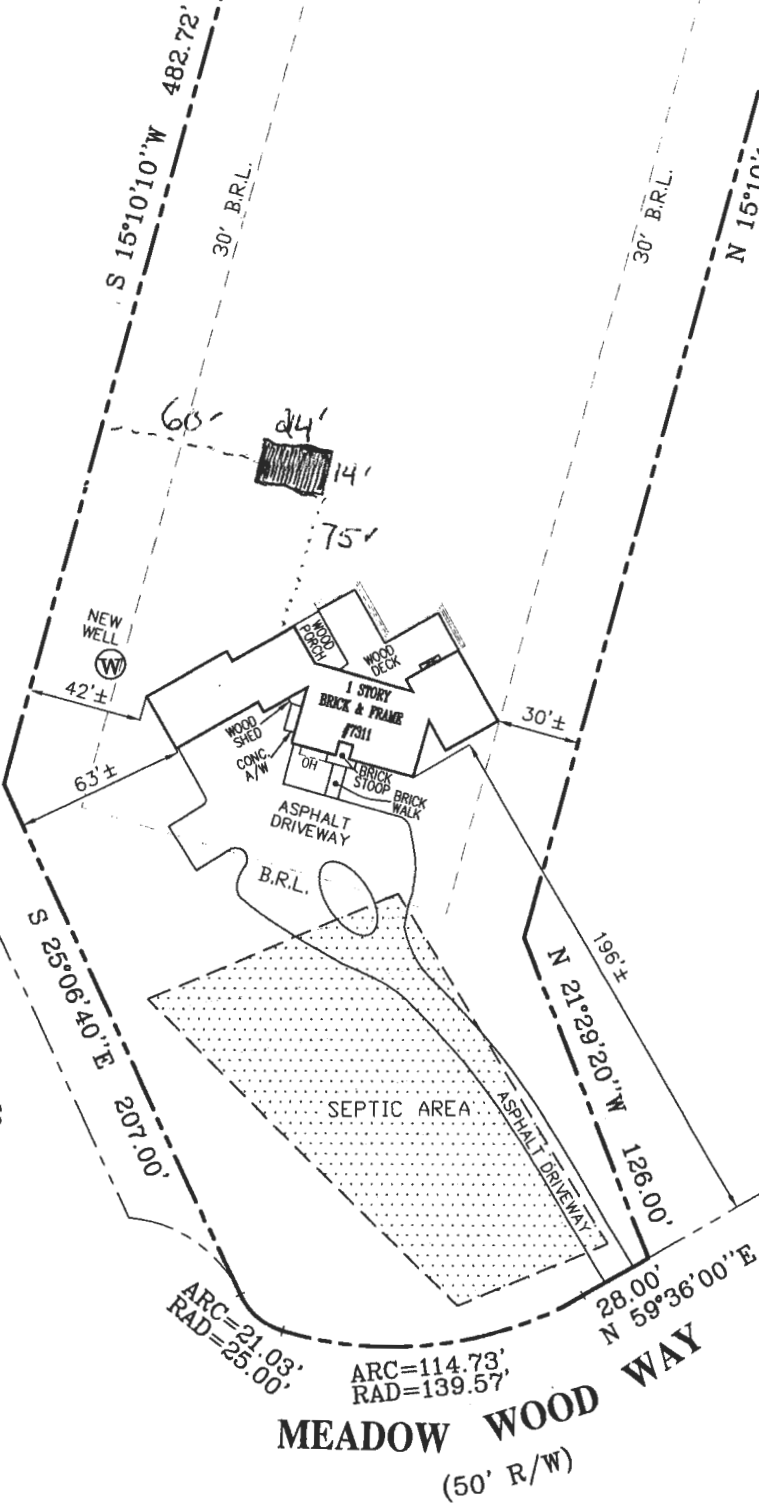 S 15°10'10"W 482.72'
30' B.R.L.
30' B.R.L.
N 15°10'
60'
24'
14'
75'
NEW
WELL
W
42'±
WOOD
PORCH
WOOD
DECK
1 STORY
BRICK & FRAME
#7311
30'±
WOOD
SHED
CONC.
A/W
63'±
OH
BRICK
STOOP
BRICK
WALK
ASPHALT
DRIVEWAY
B.R.L.
196'±
S 25°06'40"E 207.00'
N 21°29'20"W 126.00'
SEPTIC AREA
ASPHALT DRIVEWAY
ARC=21.03'
RAD=25.00'
ARC=114.73'
RAD=139.57'
28.00'
N 59°36'00"E
MEADOW WOOD WAY
(50' R/W)